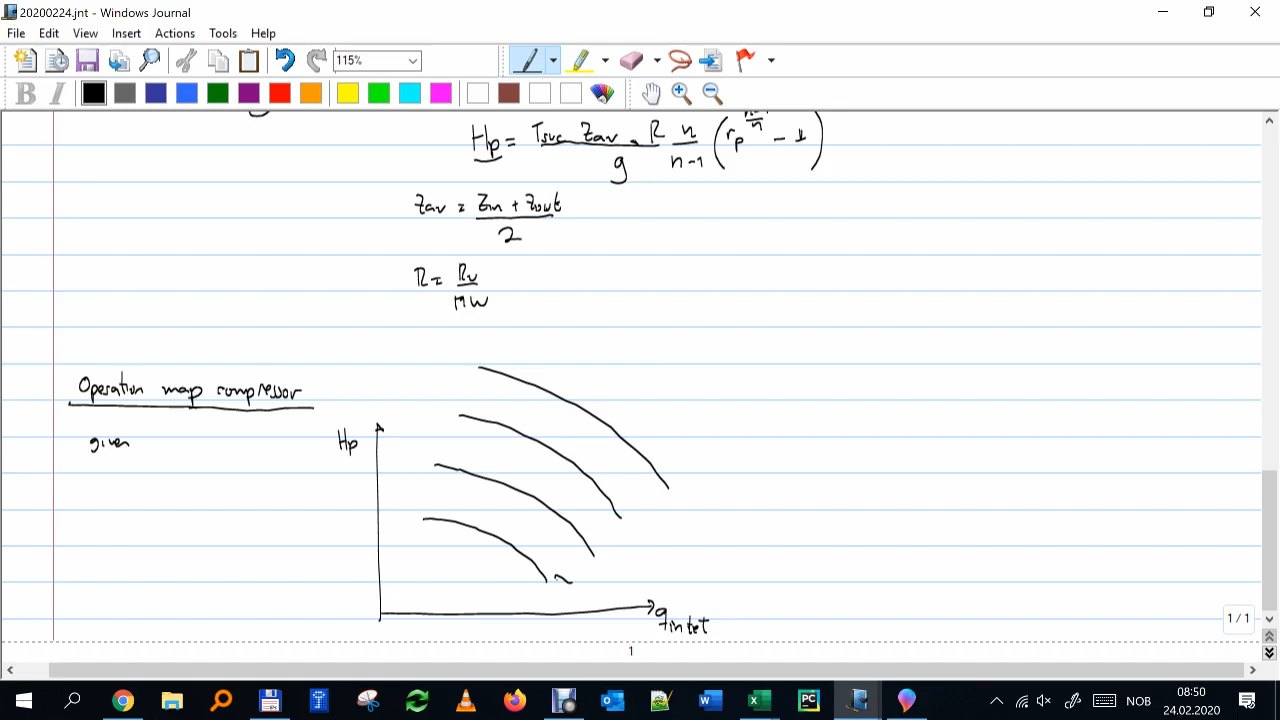 20200224.jnt - Windows Journal
File Edit View Insert Actions Tools Help
115%
B I
Hp = Tsuc Zav . R n ( rp n-1/n - 1 )
g n-1
Zav = Zin + Zout
2
R = Ru
MW
Operation map compressor
given Hp
qinlet
1 / 1
1
NOB 08:50
24.02.2020